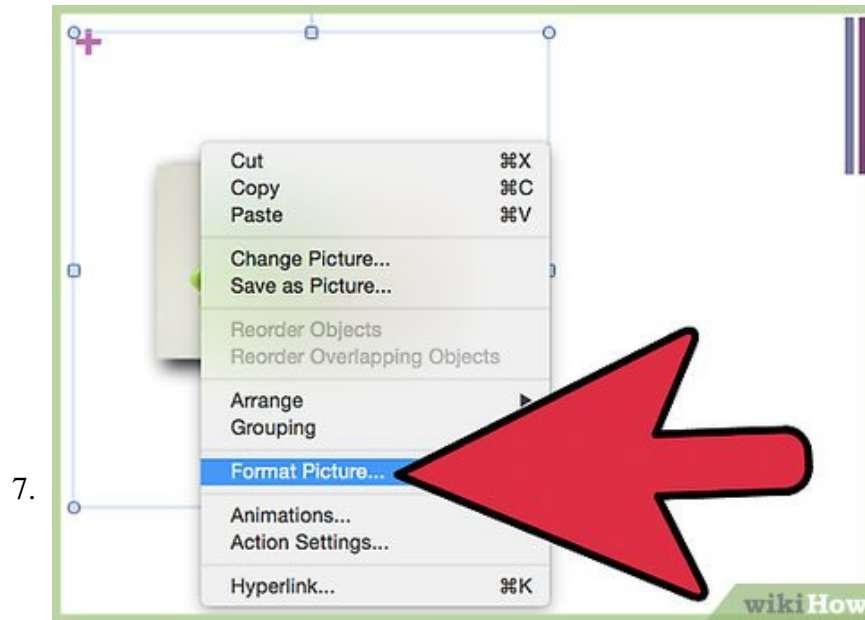 Cut ⌘X
Copy ⌘C
Paste ⌘V
Change Picture...
Save as Picture...
Reorder Objects
Reorder Overlapping Objects
Arrange
Grouping
Format Picture...
7.
Animations...
Action Settings...
Hyperlink... ⌘K
wikiHow